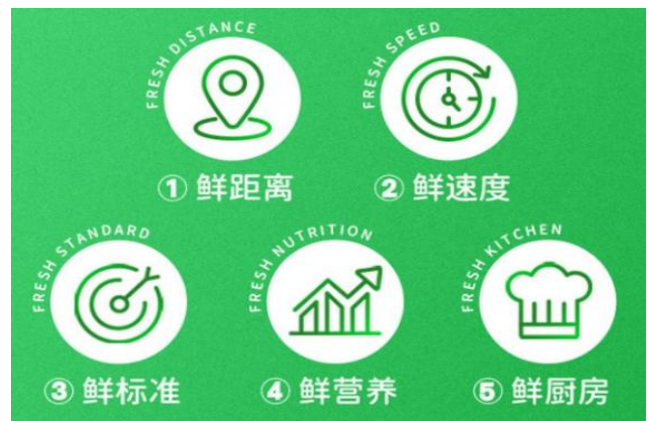 FRESH DISTANCE
FRESH SPEED
① 鲜距离
② 鲜速度
FRESH STANDARD
FRESH NUTRITION
FRESH KITCHEN
③ 鲜标准
④ 鲜营养
⑤ 鲜厨房